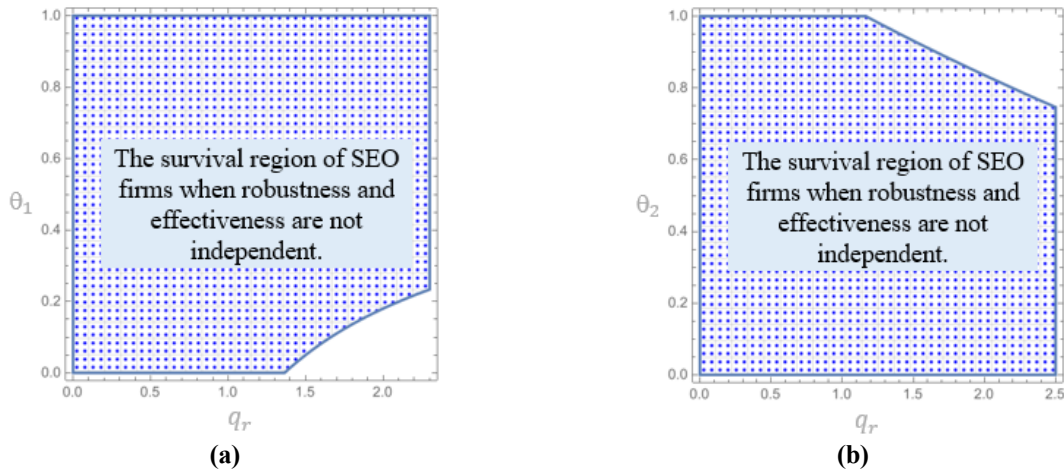 1.0
0.8
0.6
0.4
0.2
0.0
θ1
The survival region of SEO
firms when robustness and
effectiveness are not
independent.
0.0 0.5 1.0 1.5 2.0
qr
(a)
1.0
0.8
0.6
0.4
0.2
0.0
θ2
The survival region of SEO
firms when robustness and
effectiveness are not
independent.
0.0 0.5 1.0 1.5 2.0 2.5
qr
(b)